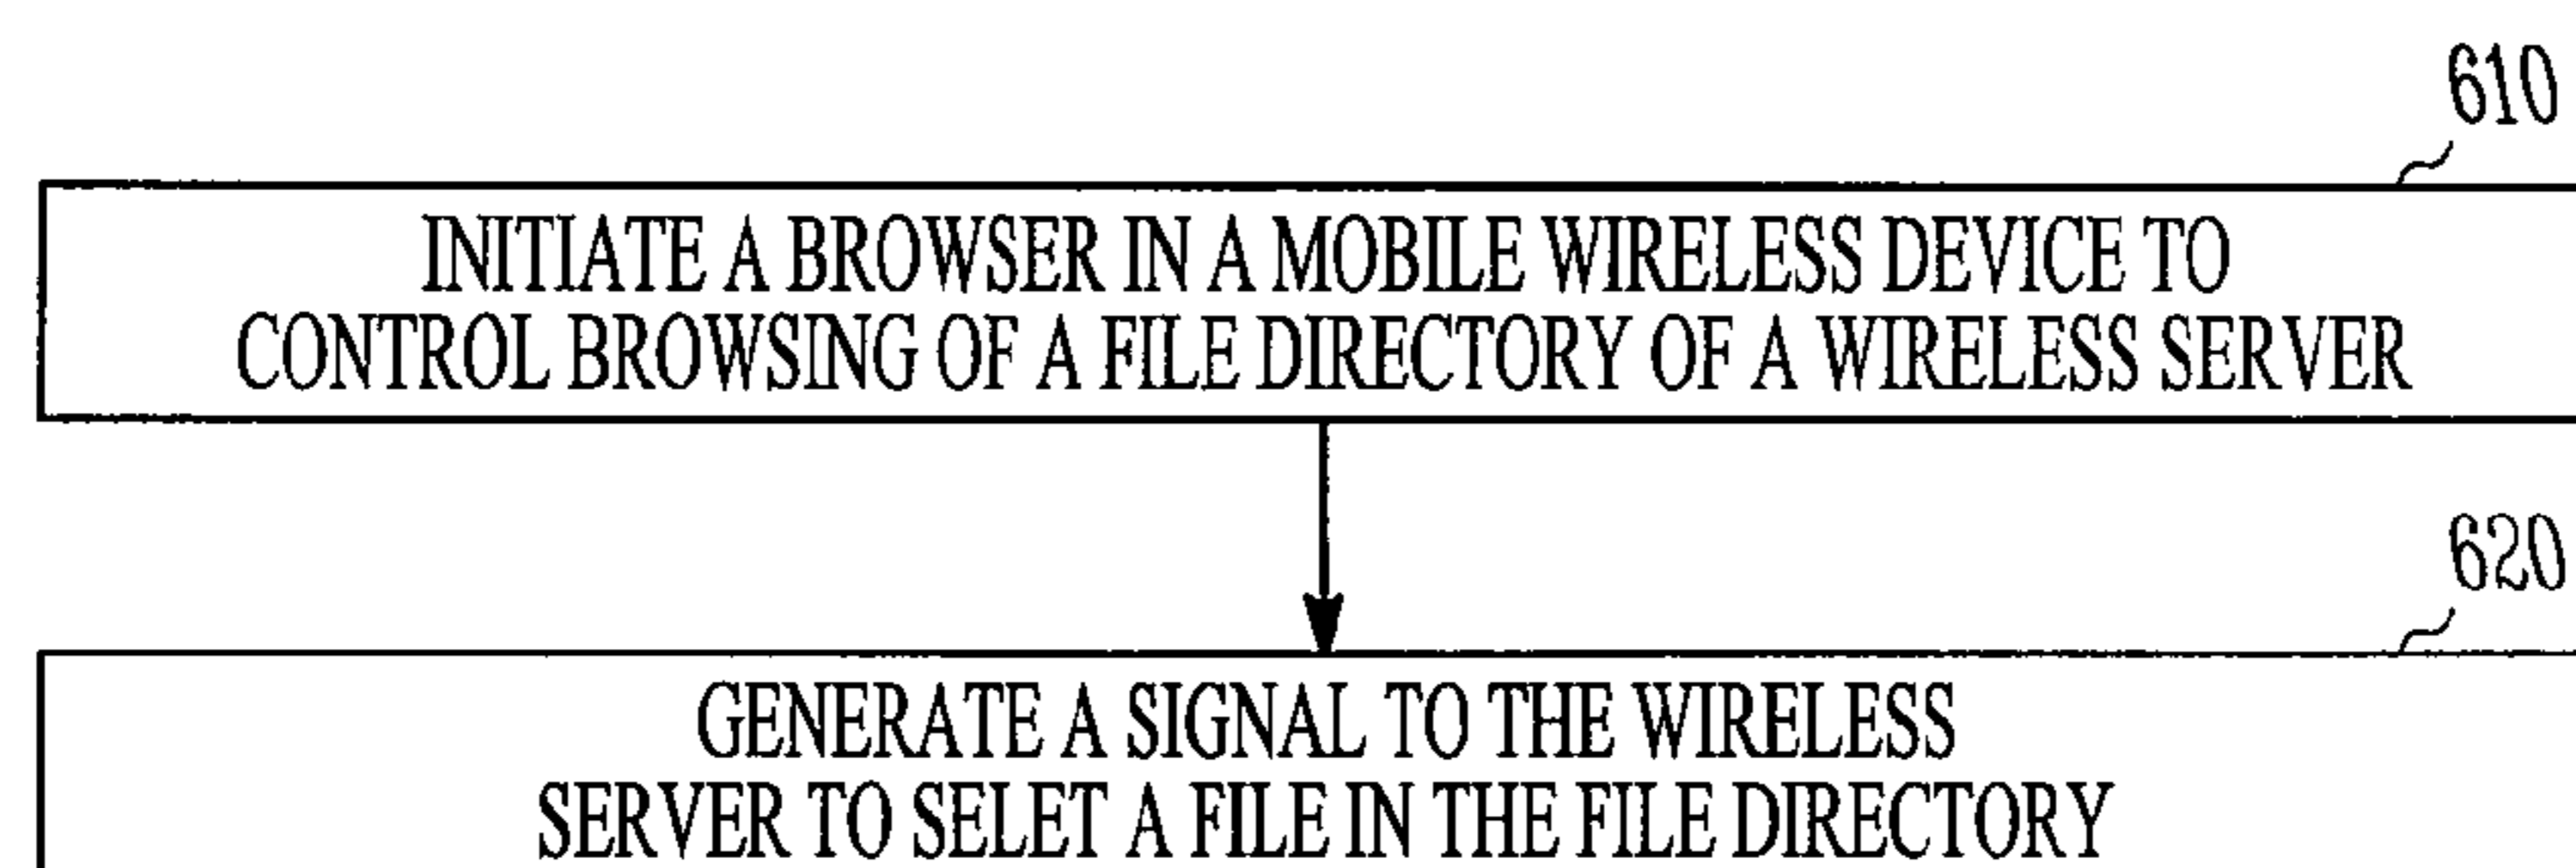 610
INITIATE A BROWSER IN A MOBILE WIRELESS DEVICE TO
CONTROL BROWSING OF A FILE DIRECTORY OF A WIRELESS SERVER
620
GENERATE A SIGNAL TO THE WIRELESS
SERVER TO SELET A FILE IN THE FILE DIRECTORY